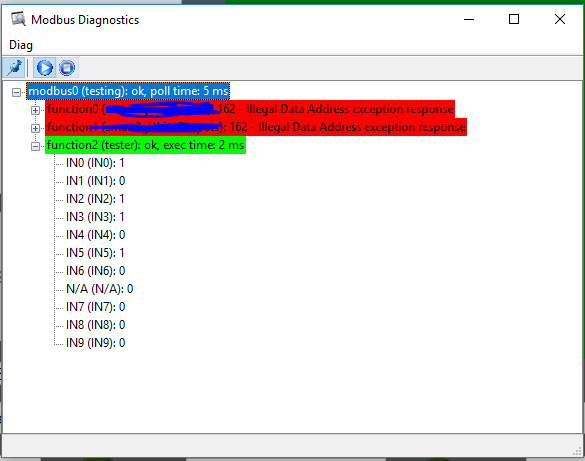 Modbus Diagnostics
Diag
modbus0 (testing): ok, poll time: 5 ms
function0 ( 162 - Illegal Data Address exception response
function1 162 - Illegal Data Address exception response
function2 (tester): ok, exec time: 2 ms
IN0 (IN0): 1
IN1 (IN1): 0
IN2 (IN2): 1
IN3 (IN3): 1
IN4 (IN4): 0
IN5 (IN5): 1
IN6 (IN6): 0
N/A (N/A): 0
IN7 (IN7): 0
IN8 (IN8): 0
IN9 (IN9): 0